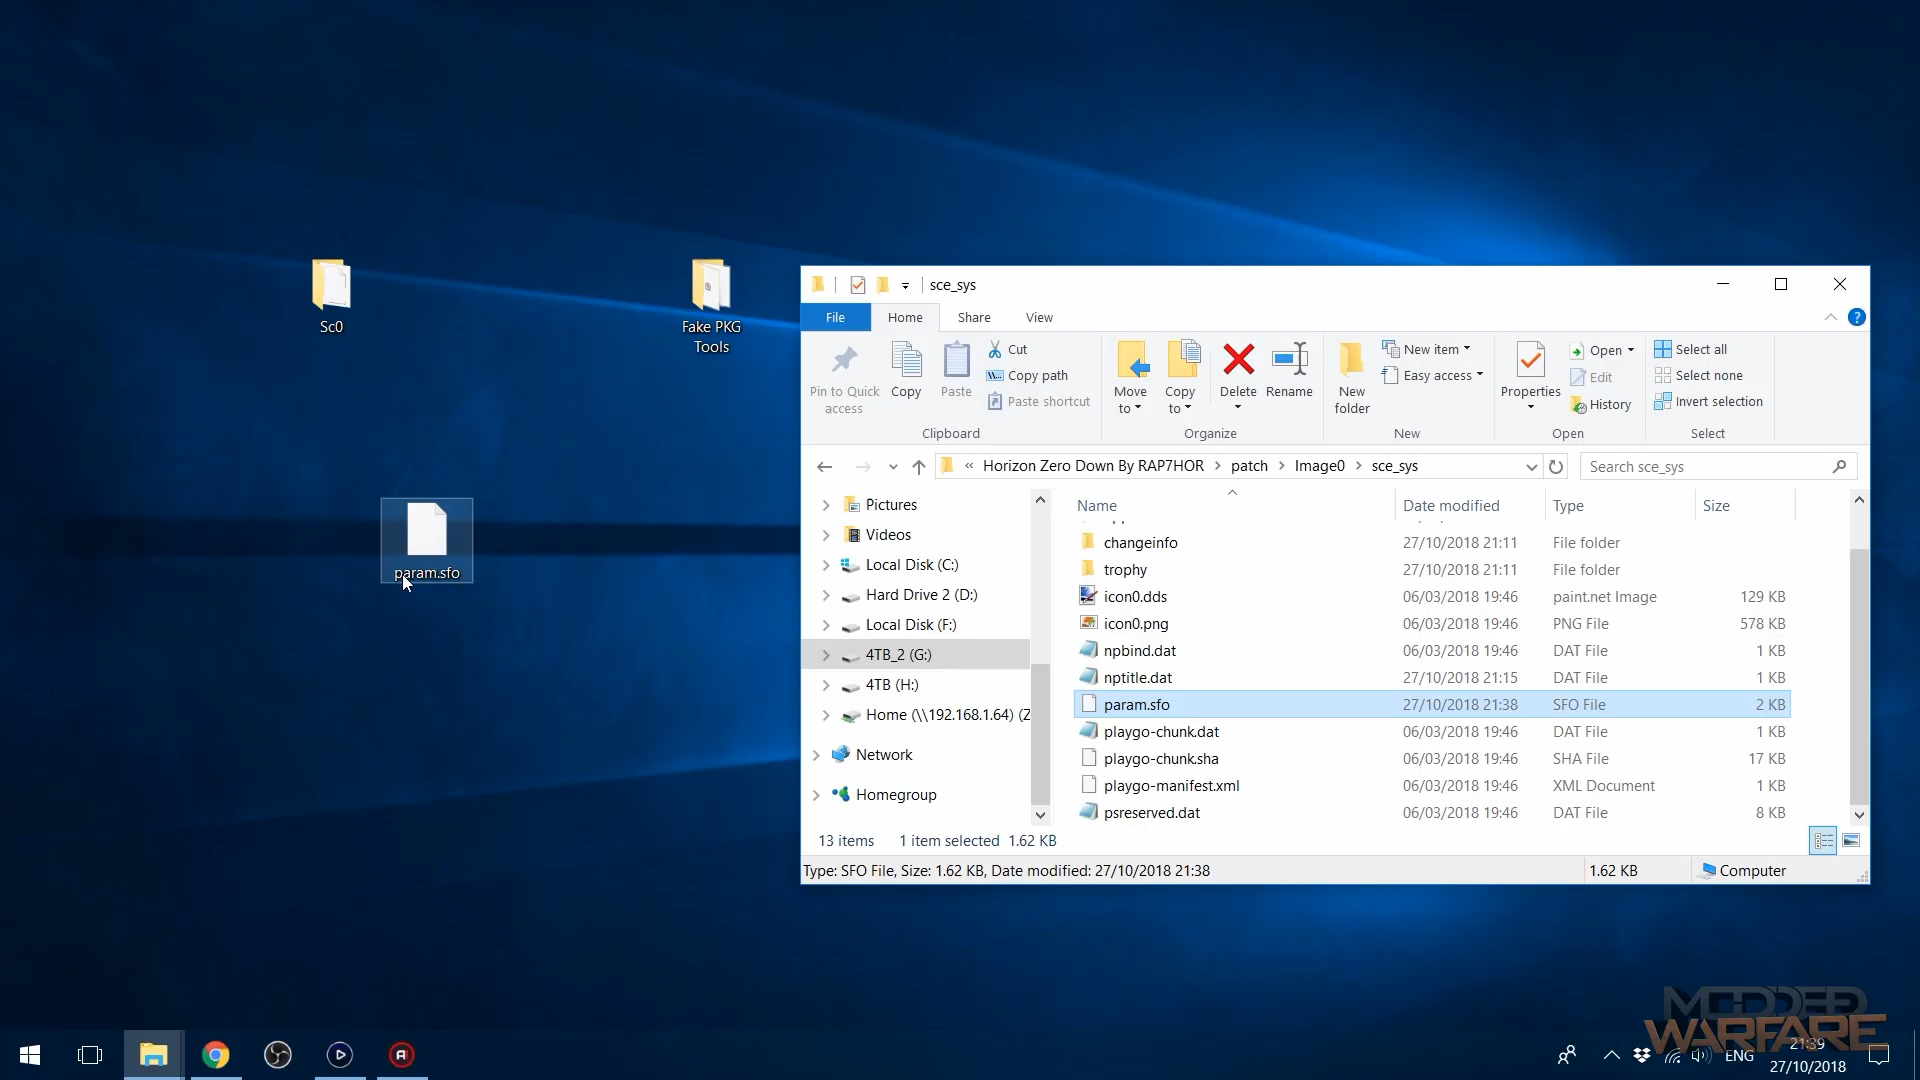 Sc0
Fake PKG
Tools
param.sfo
sce_sys
File
Home
Share
View
Pin to Quick
access
Copy
Paste
Cut
Copy path
Paste shortcut
Clipboard
Move
to
Copy
to
Delete
Rename
Organize
New
folder
New item
Easy access
New
Properties
Open
Edit
History
Open
Select all
Select none
Invert selection
Select
« Horizon Zero Down By RAP7HOR > patch > Image0 > sce_sys
Search sce_sys
Pictures
Videos
Local Disk (C:)
Hard Drive 2 (D:)
Local Disk (F:)
4TB_2 (G:)
4TB (H:)
Home (\\192.168.1.64) (Z
Network
Homegroup
Name Date modified Type Size
changeinfo 27/10/2018 21:11 File folder
trophy 27/10/2018 21:11 File folder
icon0.dds 06/03/2018 19:46 paint.net Image 129 KB
icon0.png 06/03/2018 19:46 PNG File 578 KB
npbind.dat 06/03/2018 19:46 DAT File 1 KB
nptitle.dat 27/10/2018 21:15 DAT File 1 KB
param.sfo 27/10/2018 21:38 SFO File 2 KB
playgo-chunk.dat 06/03/2018 19:46 DAT File 1 KB
playgo-chunk.sha 06/03/2018 19:46 SHA File 17 KB
playgo-manifest.xml 06/03/2018 19:46 XML Document 1 KB
psreserved.dat 06/03/2018 19:46 DAT File 8 KB
13 items 1 item selected 1.62 KB
Type: SFO File, Size: 1.62 KB, Date modified: 27/10/2018 21:38 1.62 KB Computer
MODDED
WARFARE
ENG
21:39
27/10/2018